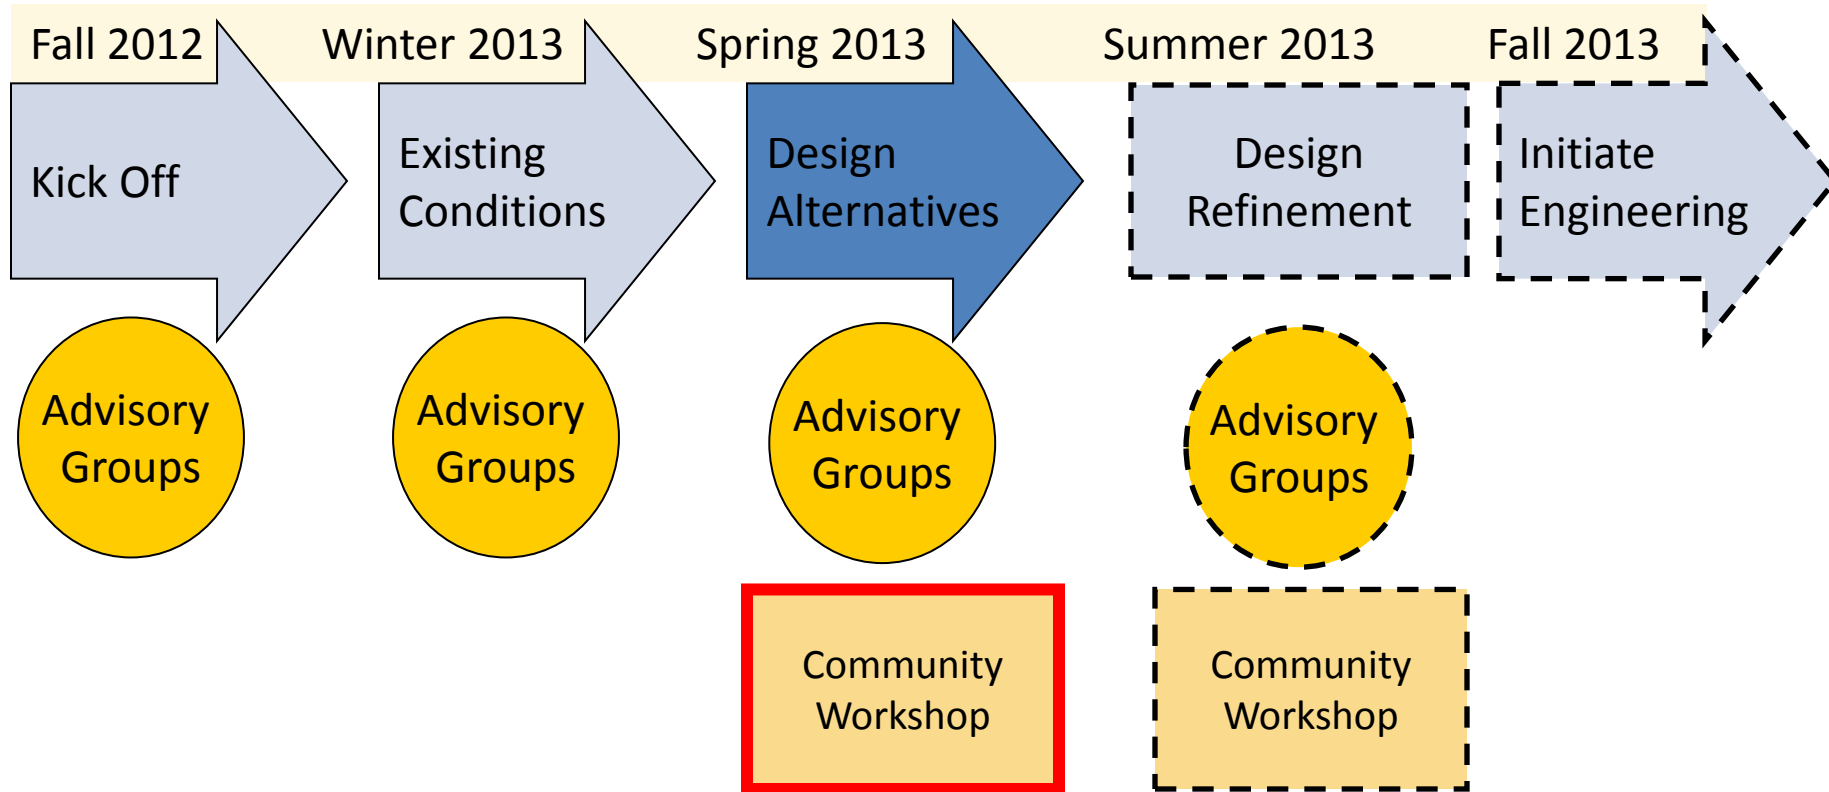 Fall 2012
Winter 2013
Spring 2013
Summer 2013
Fall 2013
Kick Off
Existing
Conditions
Design
Alternatives
Design
Refinement
Initiate
Engineering
Advisory
Groups
Advisory
Groups
Advisory
Groups
Advisory
Groups
Community
Workshop
Community
Workshop